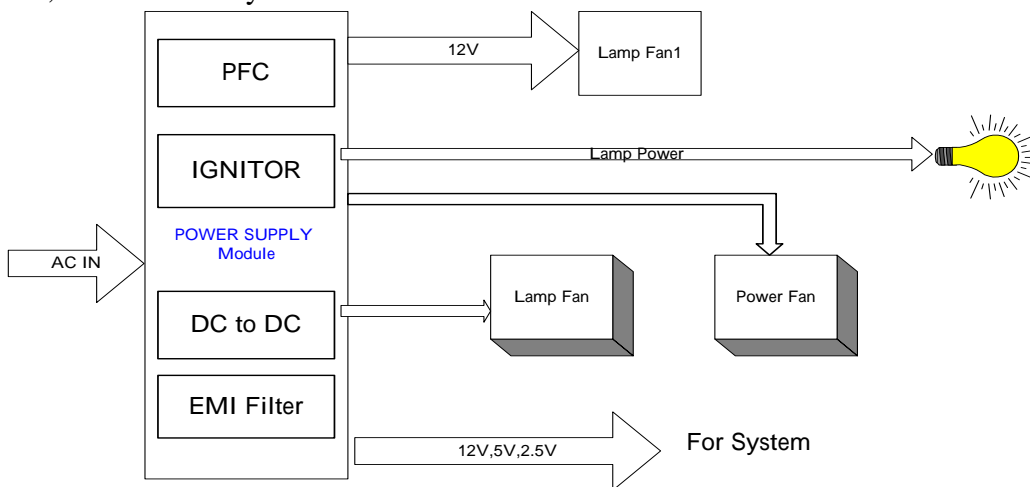 PFC
12V
Lamp Fan1
IGNITOR
Lamp Power
POWER SUPPLY
Module
AC IN
Lamp Fan
Power Fan
DC to DC
EMI Filter
12V,5V,2.5V
For System